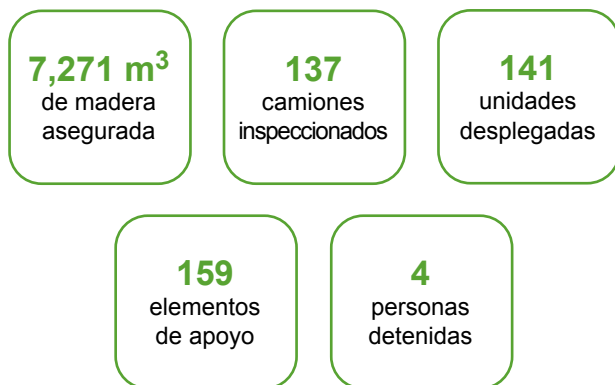 7,271 m³
de madera
asegurada
137
camiones
inspeccionados
141
unidades
desplegadas
159
elementos
de apoyo
4
personas
detenidas